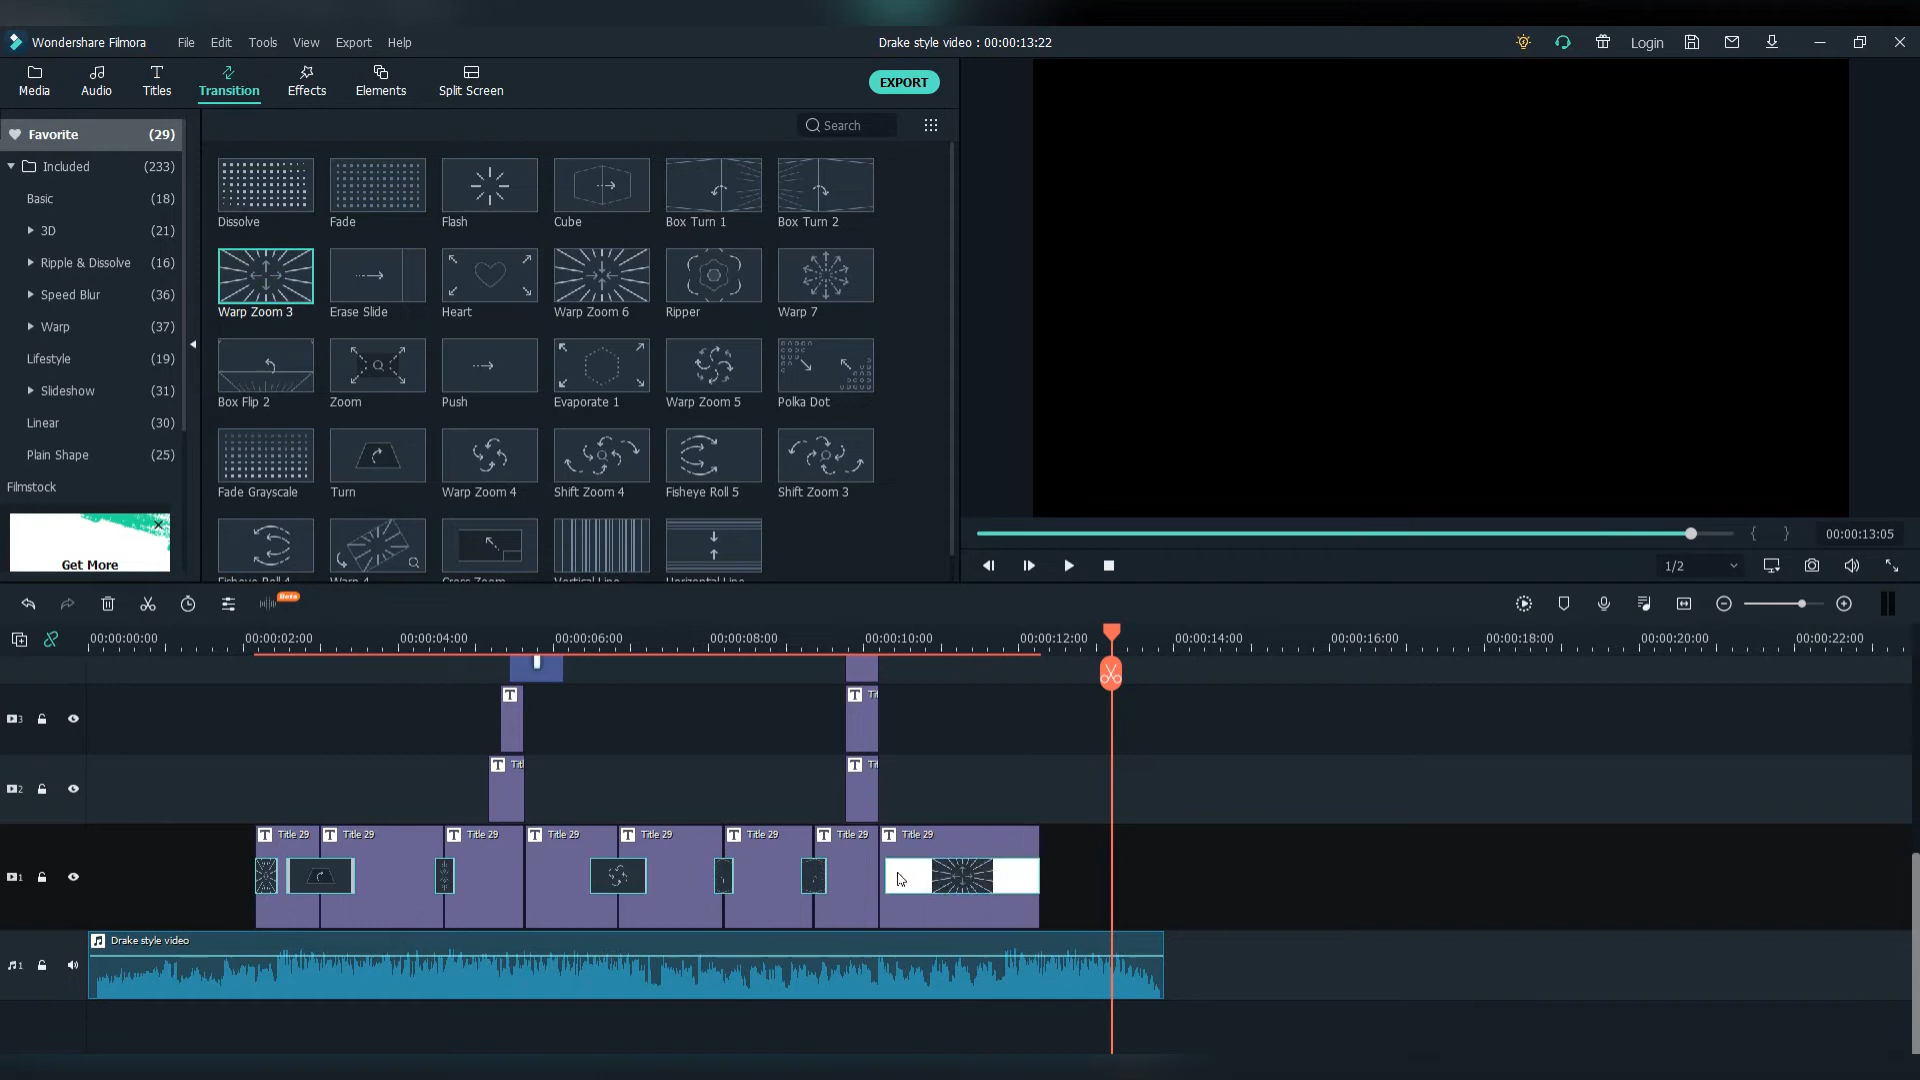 Wondershare Filmora File Edit Tools View Export Help Drake style video : 00:00:13:22 Login
Media Audio Titles Transition Effects Elements Split Screen EXPORT
Favorite (29)
Search
Included (233)
Basic (18)
3D (21)
Ripple & Dissolve (16)
Speed Blur (36)
Warp (37)
Lifestyle (19)
Slideshow (31)
Linear (30)
Plain Shape (25)
Filmstock
Get More
Dissolve Fade Flash Cube Box Turn 1 Box Turn 2
Warp Zoom 3 Erase Slide Heart Warp Zoom 6 Ripper Warp 7
Box Flip 2 Zoom Push Evaporate 1 Warp Zoom 5 Polka Dot
Fade Grayscale Turn Warp Zoom 4 Shift Zoom 4 Fisheye Roll 5 Shift Zoom 3
Fisheye Roll 4 Warp 4 Cross Zoom Vertical Line Horizontal Line
{ } 00:00:13:05
1/2
Beta
00:00:00:00 00:00:02:00 00:00:04:00 00:00:06:00 00:00:08:00 00:00:10:00 00:00:12:00 00:00:14:00 00:00:16:00 00:00:18:00 00:00:20:00 00:00:22:00
3 T T Tit
2 T Titl T Tit
T Title 29 T Title 29 T Title 29 T Title 29 T Title 29 T Title 29 T Title 29 T Title 29
1
Drake style video
1